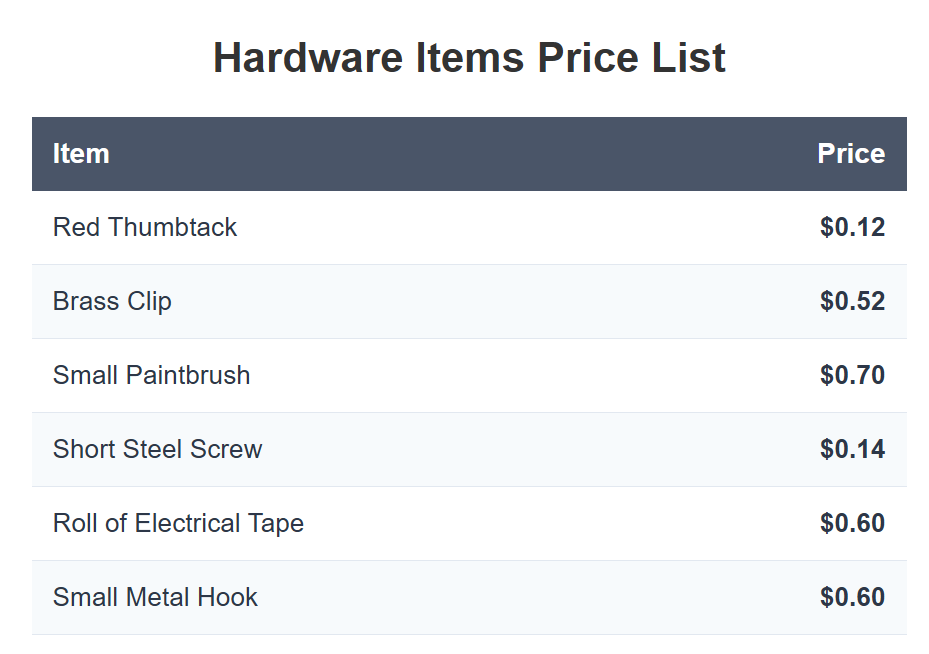 Hardware Items Price List
Item Price
Red Thumbtack $0.12
Brass Clip $0.52
Small Paintbrush $0.70
Short Steel Screw $0.14
Roll of Electrical Tape $0.60
Small Metal Hook $0.60